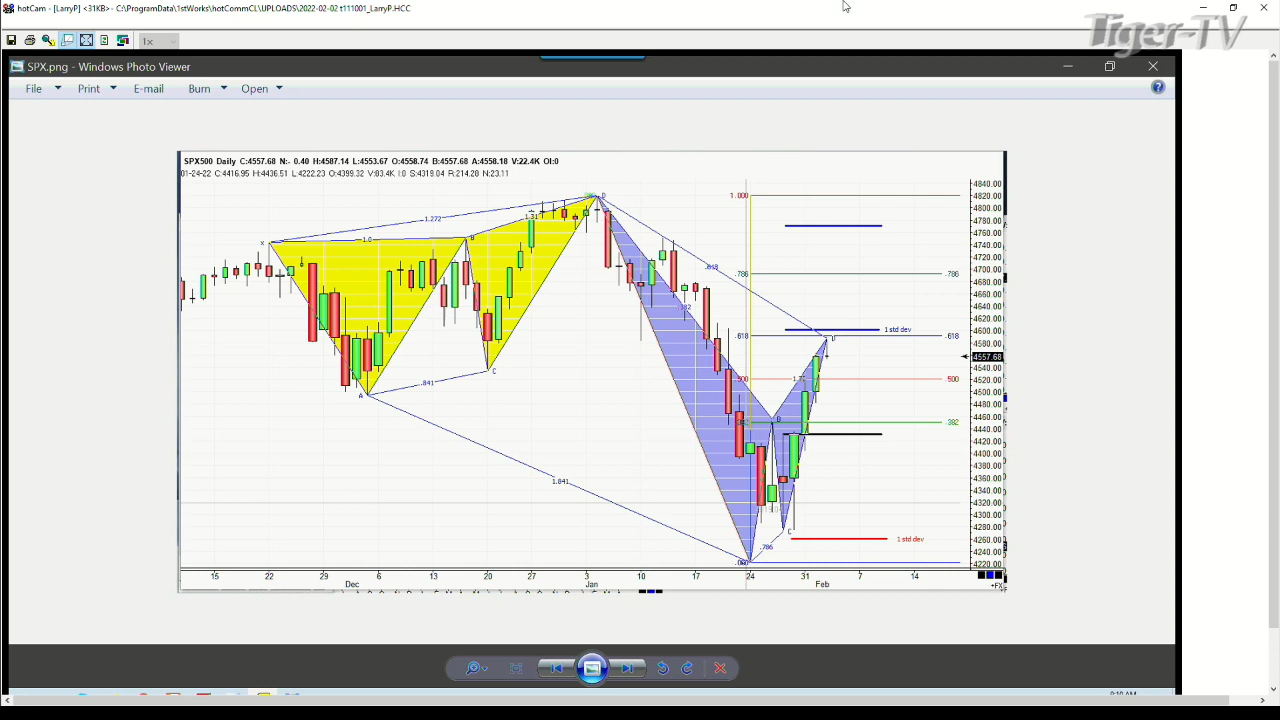 hotCam - [LarryP] <31KB>- C:\ProgramData\1stWorks\hotCommCL\UPLOADS\2022-02-02 t111001_LarryP.HCC
Tiger-TV
1x
SPX.png - Windows Photo Viewer
File Print E-mail Burn Open
SPX500 Daily C:4557.68 N:- 0.40 H:4587.14 L:4553.67 O:4558.74 B:4557.68 A:4558.18 V:22.4K OI:0
01-24-22 C:4416.95 H:4436.51 L:4222.23 O:4399.32 V:83.4K I:0 S:4319.04 R:214.28 N:23.11
4840.00
1.000 D 4820.00
4800.00
1.272 1.31 4780.00
4760.00
X 1.0 B 4740.00
4720.00
4700.00
.618 .786 .786
4680.00
4660.00
.382 4640.00
4620.00
1 std dev 4600.00
.618 D .618
4580.00
4557.68
C 4540.00
.841 .500 500
4520.00
A 4500.00
4480.00
4460.00
B .382
4440.00
4420.00
4400.00
4380.00
4360.00
1.841 4340.00
4320.00
4300.00
C 4280.00
1 std dev 4260.00
.786 4240.00
.000 4220.00
15 22 29 6 13 20 27 3 10 17 24 31 7 14
Dec Jan Feb
+FX